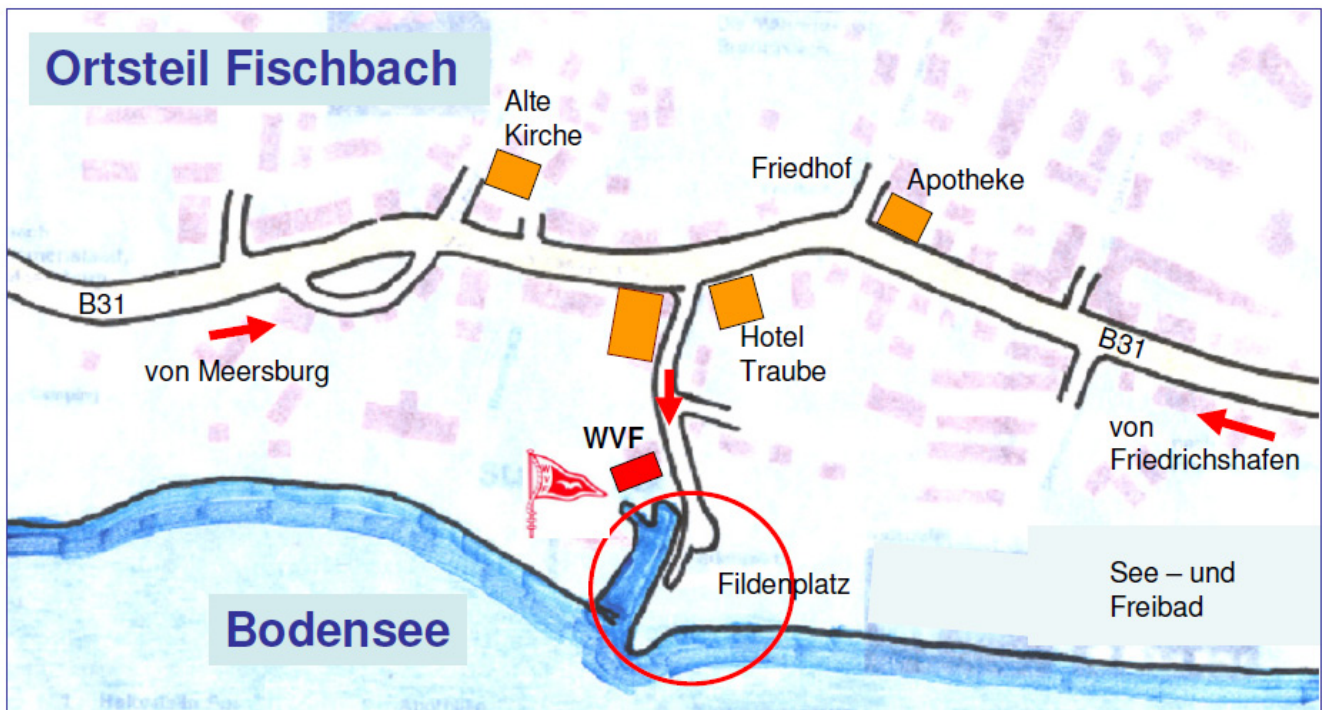 Ortsteil Fischbach
Alte
Kirche
Friedhof
Apotheke
B31
von Meersburg
Hotel
Traube
B31
von
Friedrichshafen
WVF
Fildenplatz
See – und
Freibad
Bodensee